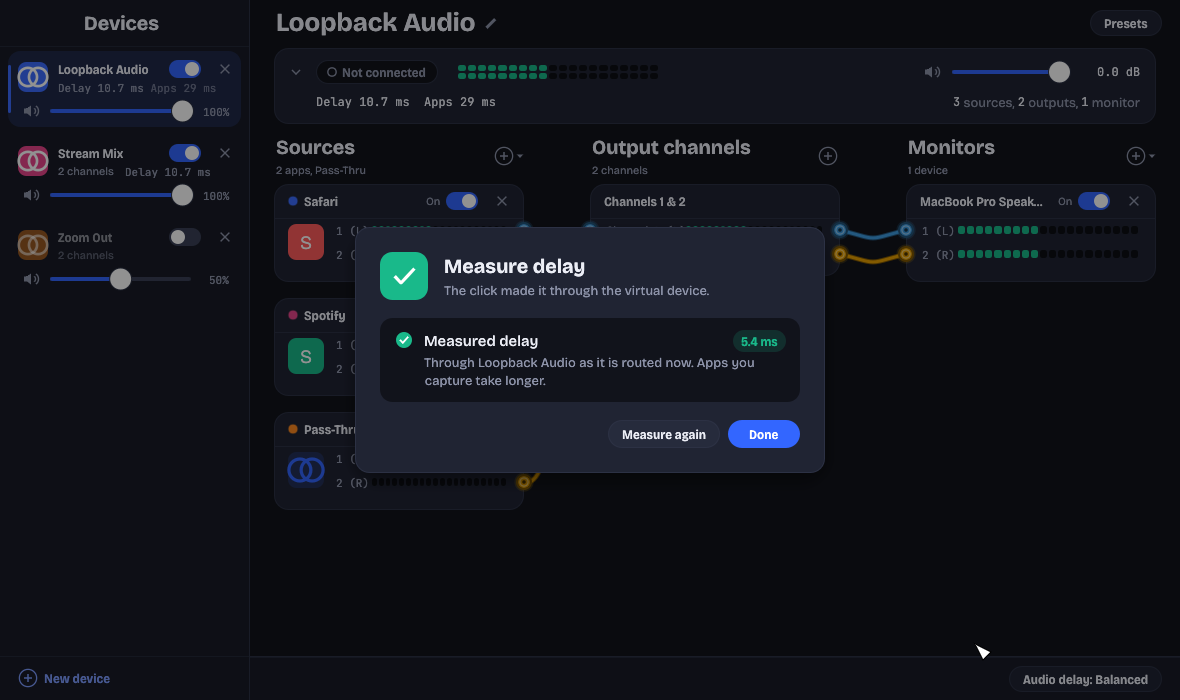 Devices
Loopback Audio
Delay 10.7 ms Apps 29 ms
100%
Stream Mix
2 channels Delay 10.7 ms
100%
Zoom Out
2 channels
50%
New device
Loopback Audio
Presets
Not connected
0.0 dB
Delay 10.7 ms Apps 29 ms
3 sources, 2 outputs, 1 monitor
Sources
2 apps, Pass-Thru
Output channels
2 channels
Monitors
1 device
Safari
On
S
1 (L)
2 (
Channels 1 & 2
MacBook Pro Speak...
On
1 (L)
2 (R)
Spotify
S
1 (
2 (
Pass-Thru
1 (
2 (R)
Measure delay
The click made it through the virtual device.
Measured delay
5.4 ms
Through Loopback Audio as it is routed now. Apps you
capture take longer.
Measure again
Done
Audio delay: Balanced